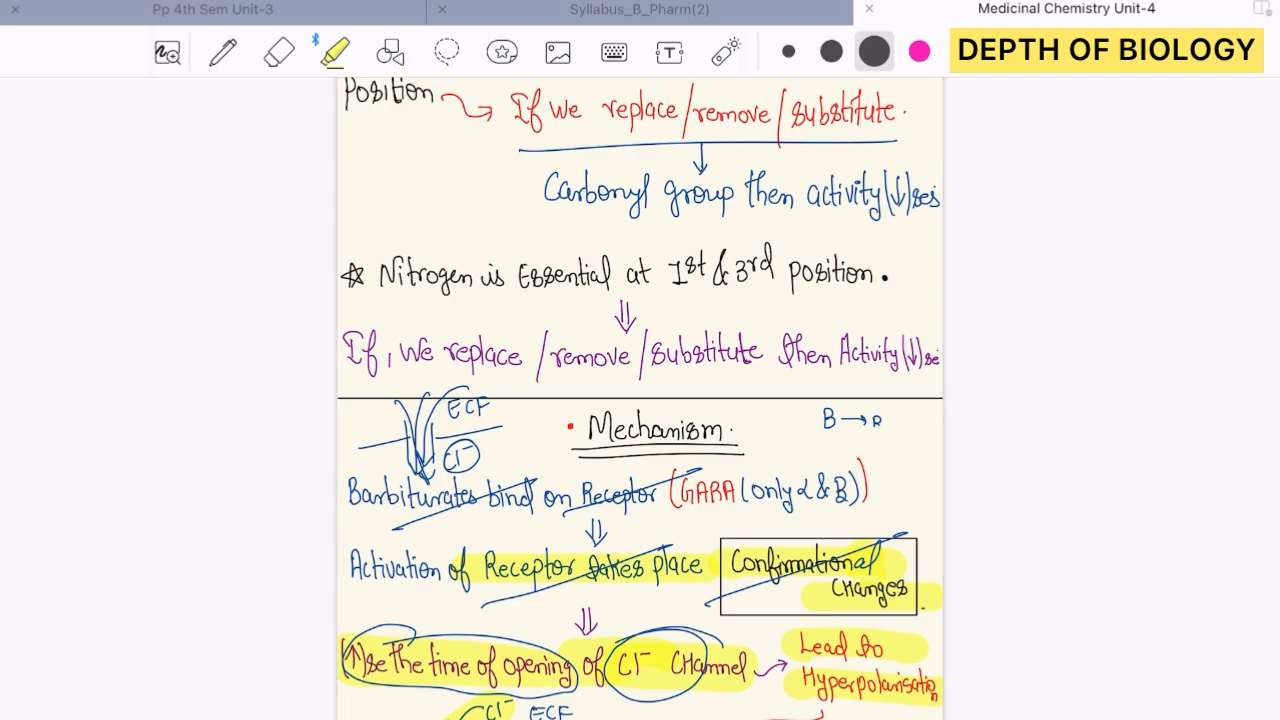 Pp 4th Sem Unit-3
Syllabus_B_Pharm(2)
Medicinal Chemistry Unit-4
DEPTH OF BIOLOGY
Position
If we replace/remove/substitute.
Carbonyl group then activity(↓)ses
☆ Nitrogen is Essential at 1st & 3rd position.
If, we replace/remove/substitute then Activity(↓)se
ECF
Cl⁻
• Mechanism.
B → R
Barbiturates bind on Receptor (GABA (only α & β))
Activation of Receptor takes place
Confirmational
CHanges
(↑)se the time of opening of Cl⁻ CHannel
Lead to
Hyperpolarisation
Cl⁻ ECF